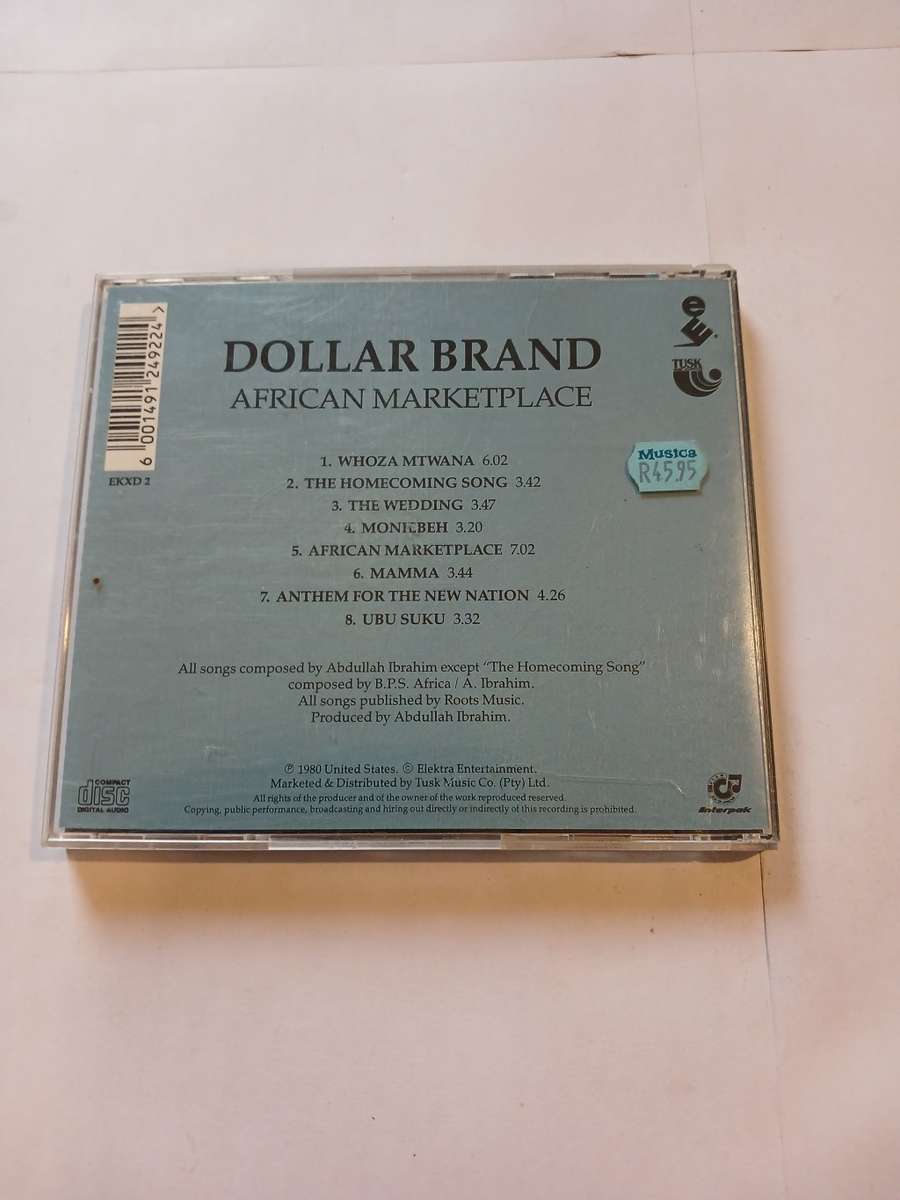 DOLLAR BRAND
AFRICAN MARKETPLACE
1. WHOZA MTWANA 6.02
2. THE HOMECOMING SONG 3.42
3. THE WEDDING 3.47
4. MONIEBEH 3.20
5. AFRICAN MARKETPLACE 7.02
6. MAMMA 3.44
7. ANTHEM FOR THE NEW NATION 4.26
8. UBU SUKU 3.32
All songs composed by Abdullah Ibrahim except "The Homecoming Song"
composed by B.P.S. Africa / A. Ibrahim.
All songs published by Roots Music.
Produced by Abdullah Ibrahim.
℗ 1980 United States. © Elektra Entertainment.
Marketed & Distributed by Tusk Music Co. (Pty) Ltd.
All rights of the producer and of the owner of the work reproduced reserved.
Copying, public performance, broadcasting and hiring out directly or indirectly of this recording is prohibited.
6 001491 249224 >
EKXD 2
TUSK
Musica
R45.95
COMPACT
disc
DIGITAL AUDIO
Enterpak